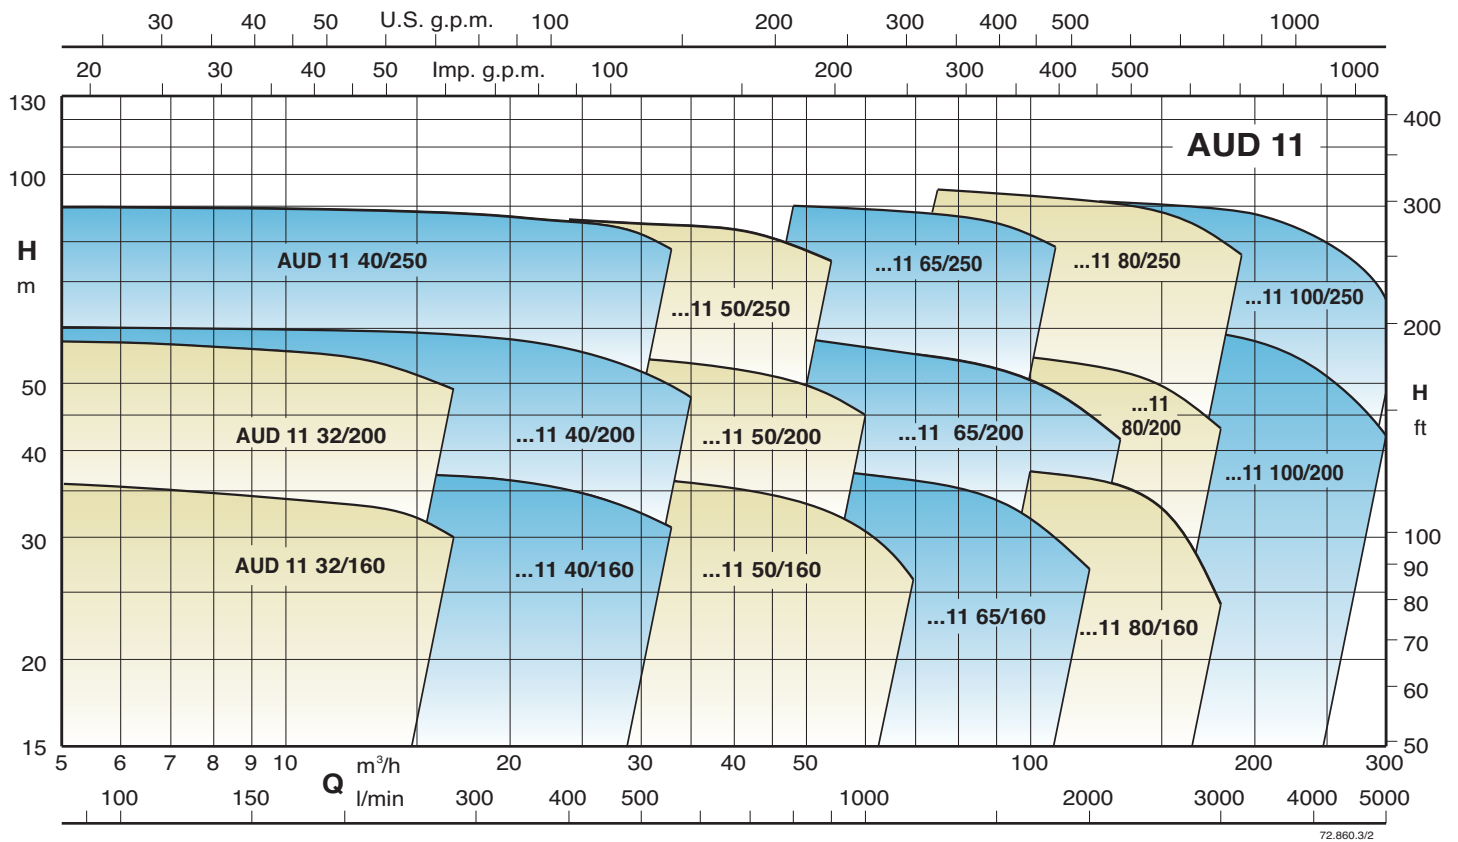 30 40 50 U.S. g.p.m. 100 200 300 400 500 1000
20 30 40 50 Imp. g.p.m. 100 200 300 400 500 1000
130
400
AUD 11
100
300
H
m
AUD 11 40/250
...11 65/250
...11 80/250
...11 100/250
...11 50/250
200
50
H
ft
...11
80/200
AUD 11 32/200
...11 40/200
...11 50/200
...11 65/200
40
...11 100/200
30
100
AUD 11 32/160
...11 40/160
...11 50/160
90
80
...11 65/160
...11 80/160
70
20
60
15
50
5 6 7 8 9 10 m³/h 20 30 40 50 100 200 300
Q
100 150 l/min 300 400 500 1000 2000 3000 4000 5000
72.860.3/2